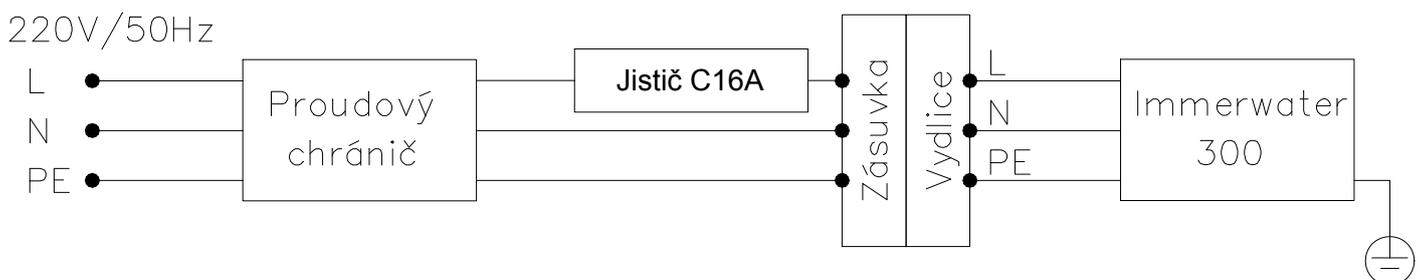 220V/50Hz
L
N
PE
Proudový
chránič
Jistič C16A
Zásuvka
Vydlice
L
N
PE
Immerwater
300